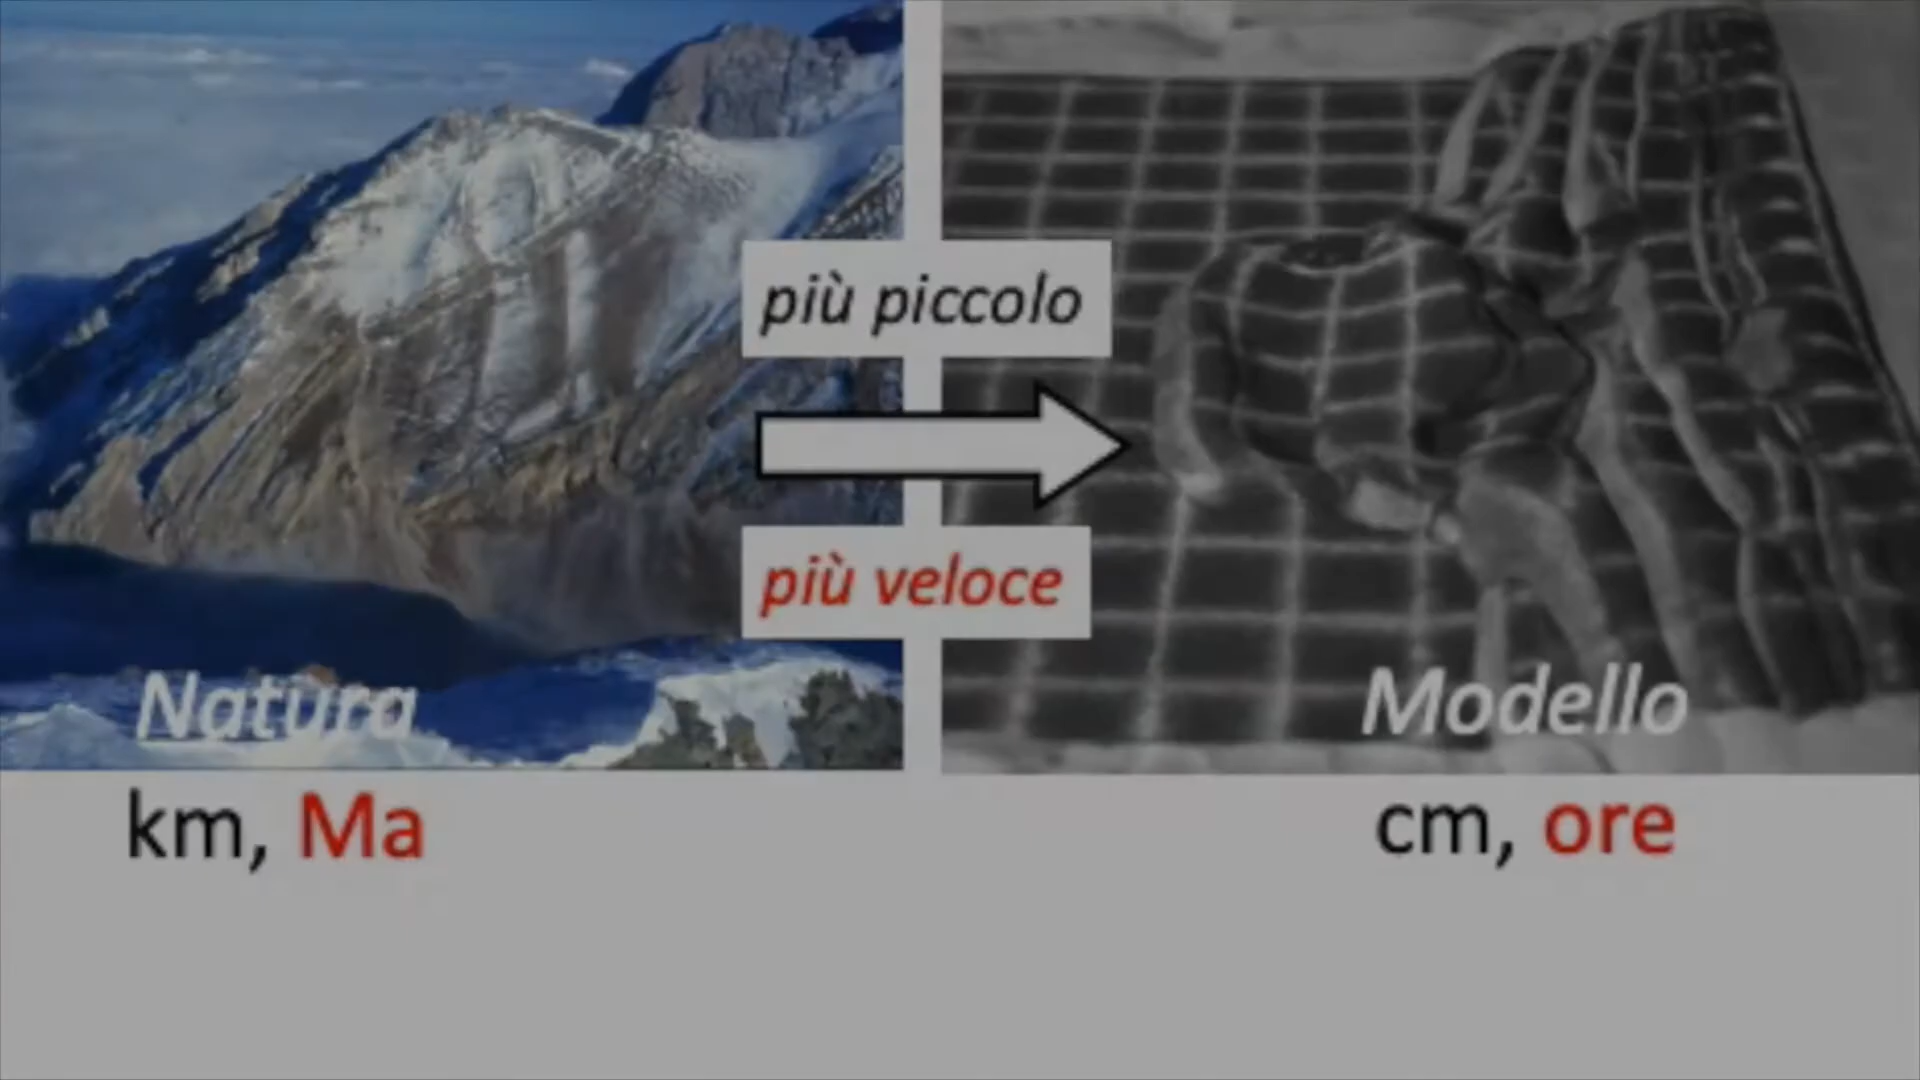 più piccolo
più veloce
Natura
Modello
km, Ma
cm, ore